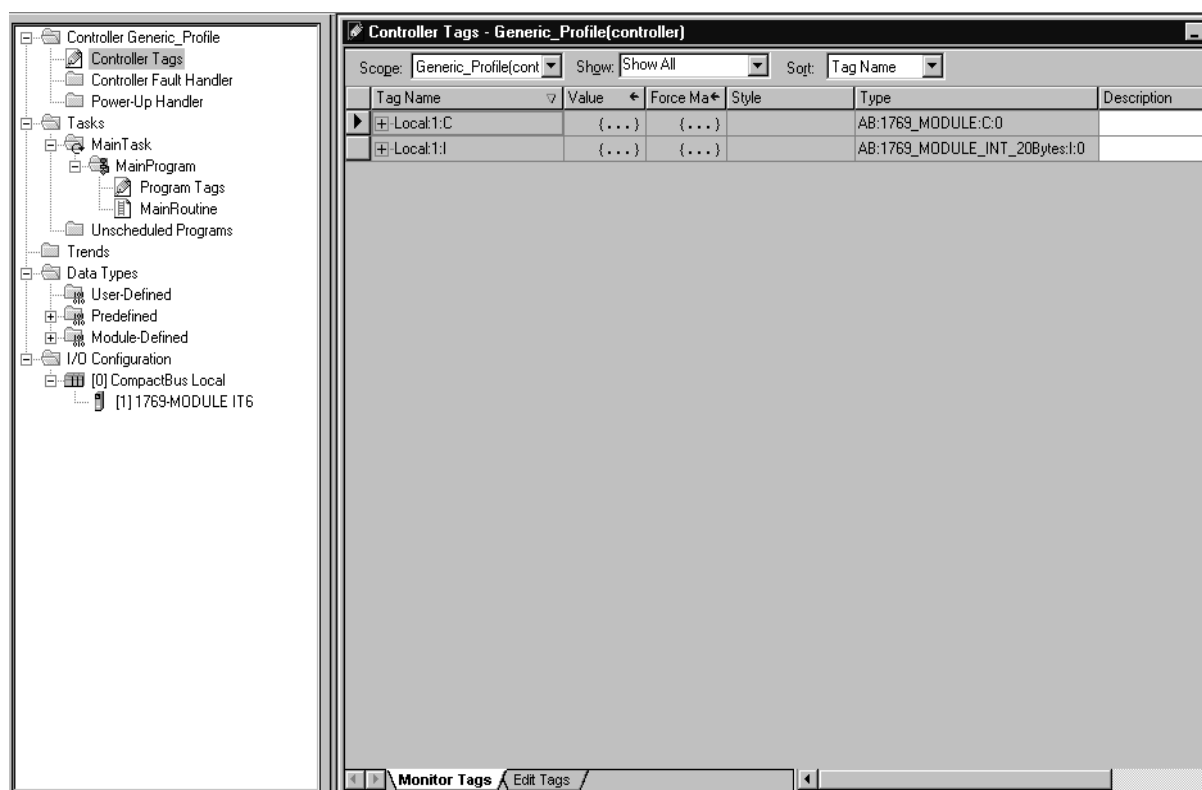 Controller Generic_Profile
Controller Tags
Controller Fault Handler
Power-Up Handler
Tasks
MainTask
MainProgram
Program Tags
MainRoutine
Unscheduled Programs
Trends
Data Types
User-Defined
Predefined
Module-Defined
I/O Configuration
[0] CompactBus Local
[1] 1769-MODULE IT6
Controller Tags - Generic_Profile(controller)
Scope: Generic_Profile(cont Show: Show All Sort: Tag Name
Tag Name Value Force Ma Style Type Description
Local:1:C {...} {...} AB:1769_MODULE:C:0
Local:1:I {...} {...} AB:1769_MODULE_INT_20Bytes:I:0
Monitor Tags Edit Tags